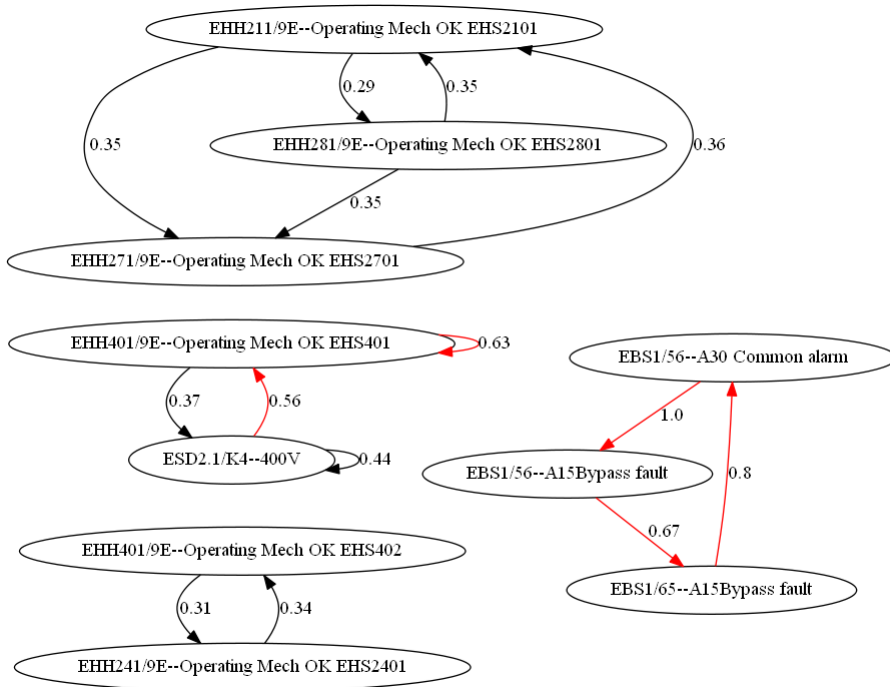 EHH211/9E--Operating Mech OK EHS2101
0.29
0.35
EHH281/9E--Operating Mech OK EHS2801
0.35
0.36
0.35
EHH271/9E--Operating Mech OK EHS2701
EHH401/9E--Operating Mech OK EHS401
0.63
0.37
0.56
ESD2.1/K4--400V
0.44
EBS1/56--A30 Common alarm
1.0
EBS1/56--A15Bypass fault
0.8
0.67
EBS1/65--A15Bypass fault
EHH401/9E--Operating Mech OK EHS402
0.31
0.34
EHH241/9E--Operating Mech OK EHS2401